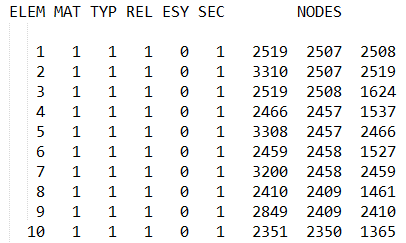 ELEM MAT TYP REL ESY SEC NODES
1 1 1 1 0 1 2519 2507 2508
2 1 1 1 0 1 3310 2507 2519
3 1 1 1 0 1 2519 2508 1624
4 1 1 1 0 1 2466 2457 1537
5 1 1 1 0 1 3308 2457 2466
6 1 1 1 0 1 2459 2458 1527
7 1 1 1 0 1 3200 2458 2459
8 1 1 1 0 1 2410 2409 1461
9 1 1 1 0 1 2849 2409 2410
10 1 1 1 0 1 2351 2350 1365